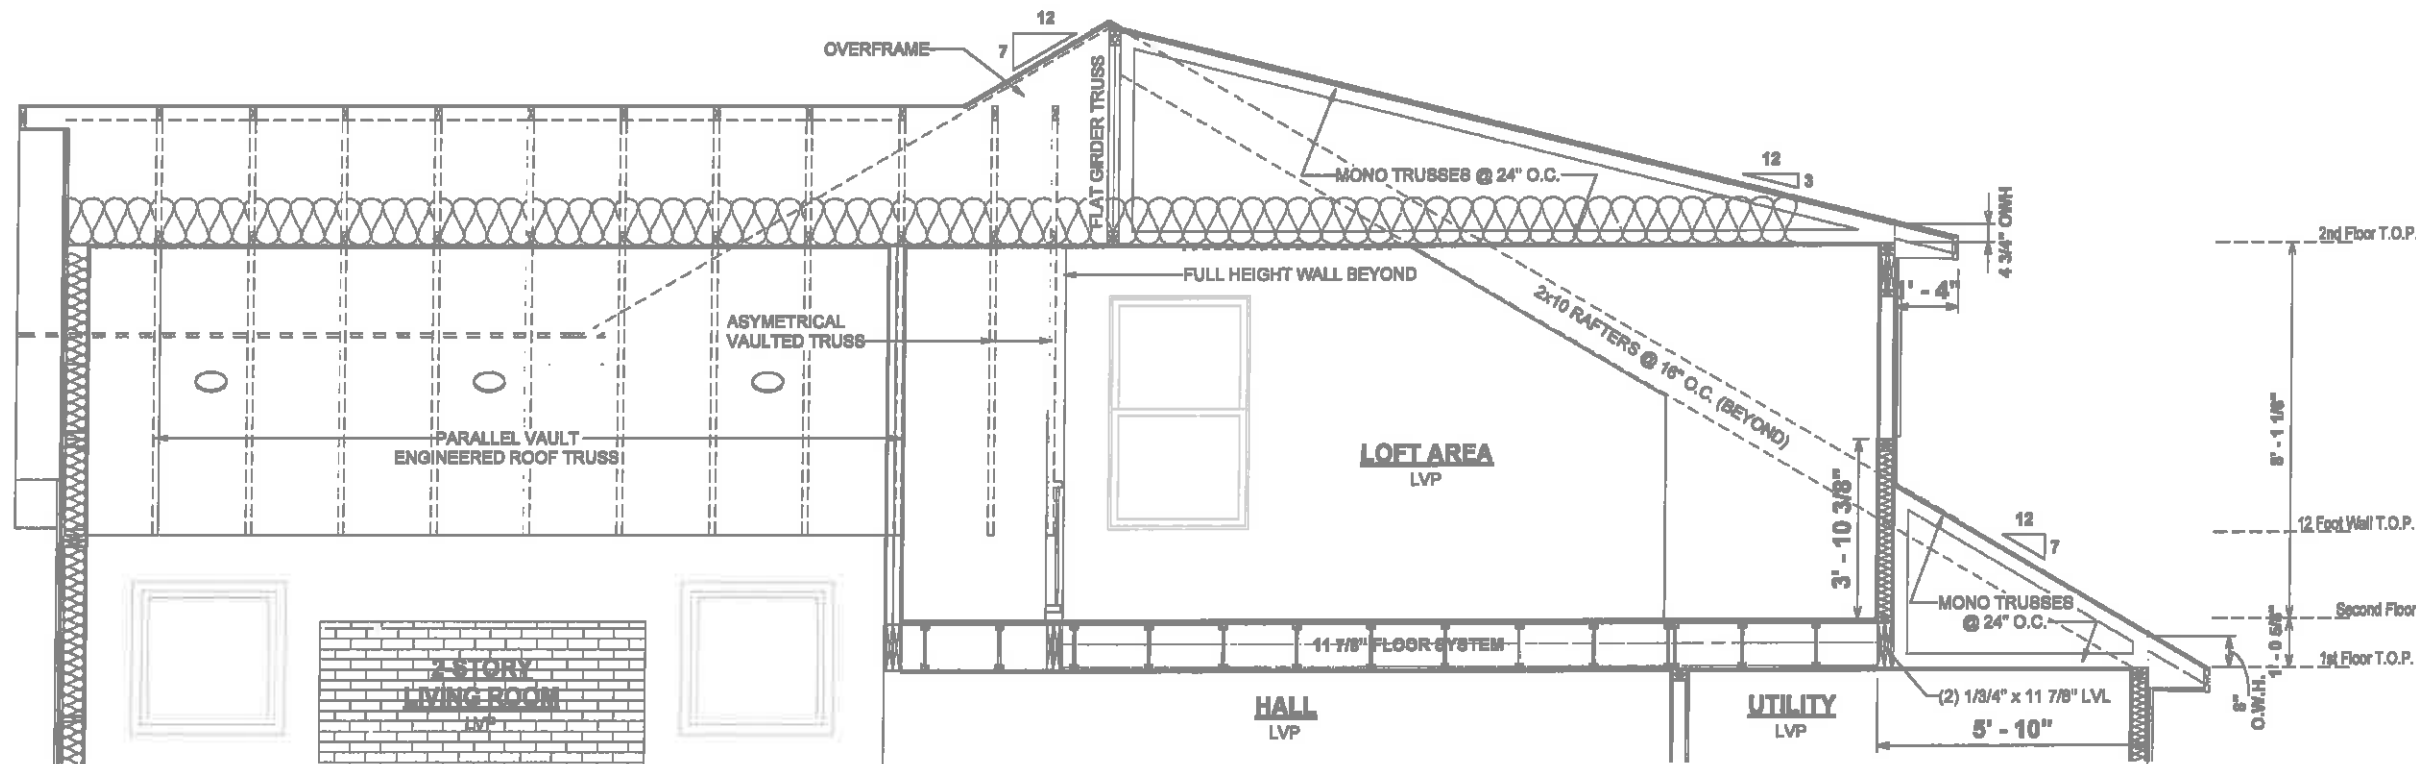 12
7
OVERFRAME
FLAT GIRDER TRUSS
MONO TRUSSES @ 24" O.C.
12
3
4 3/4" OWH
2nd Floor T.O.P.
FULL HEIGHT WALL BEYOND
1' - 4"
2x10 RAFTERS @ 16" O.C. (BEYOND)
ASYMETRICAL
VAULTED TRUSS
PARALLEL VAULT
ENGINEERED ROOF TRUSS
LOFT AREA
LVP
8' - 1 1/8"
3' - 10 3/8"
12
7
12 Foot Wall T.O.P.
MONO TRUSSES
@ 24" O.C.
Second Floor
11 7/8" FLOOR SYSTEM
1' - 0 5/8"
1st Floor T.O.P.
2-STORY
LIVING ROOM
LVP
HALL
LVP
UTILITY
LVP
(2) 1/3/4" x 11 7/8" LVL
5' - 10"
8"
O.W.H.